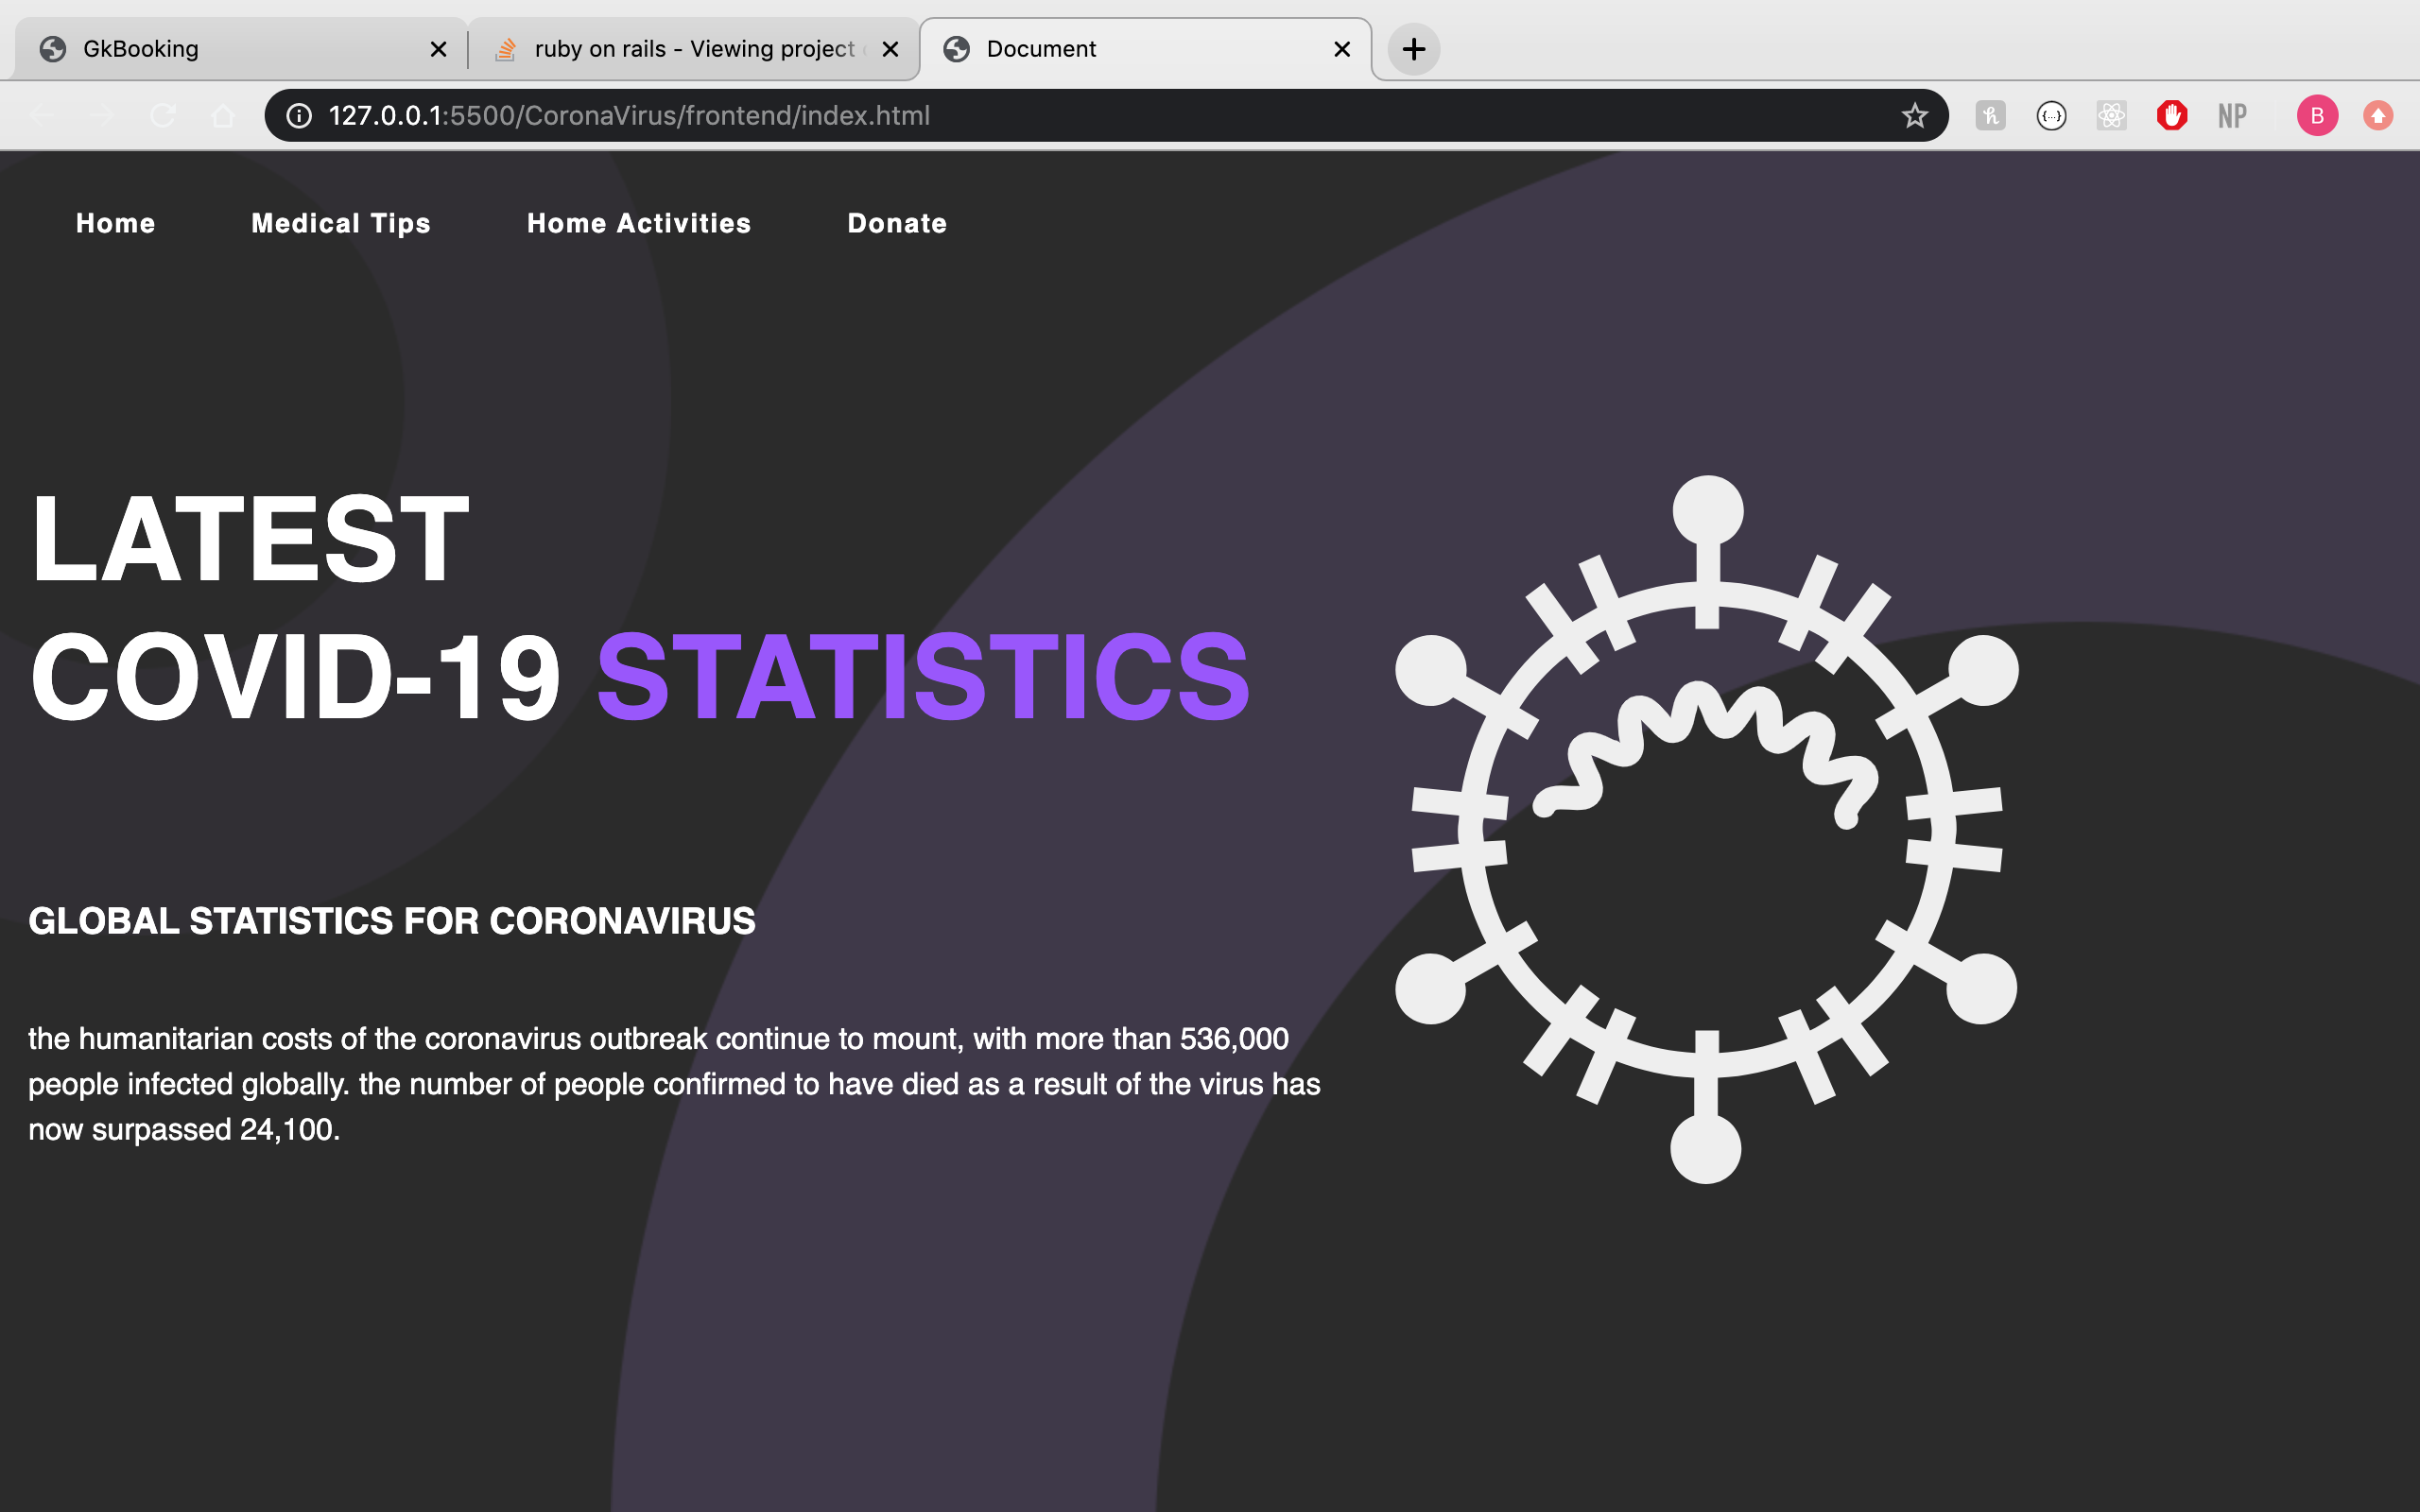 GkBooking
ruby on rails - Viewing project
Document
127.0.0.1:5500/CoronaVirus/frontend/index.html
{...}
NP
B
Home Medical Tips Home Activities Donate
LATEST
COVID-19 STATISTICS
GLOBAL STATISTICS FOR CORONAVIRUS
the humanitarian costs of the coronavirus outbreak continue to mount, with more than 536,000
people infected globally. the number of people confirmed to have died as a result of the virus has
now surpassed 24,100.